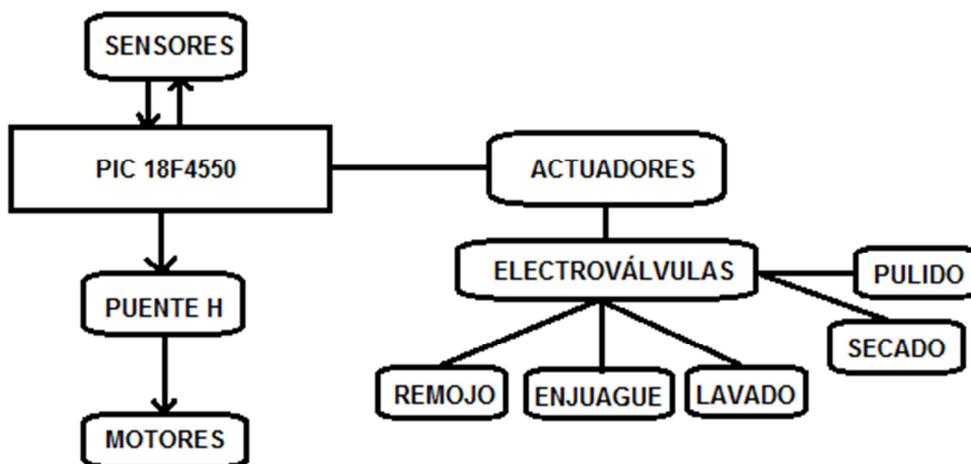 SENSORES
PIC 18F4550
ACTUADORES
ELECTROVÁLVULAS
PULIDO
PUENTE H
SECADO
REMOJO
ENJUAGUE
LAVADO
MOTORES